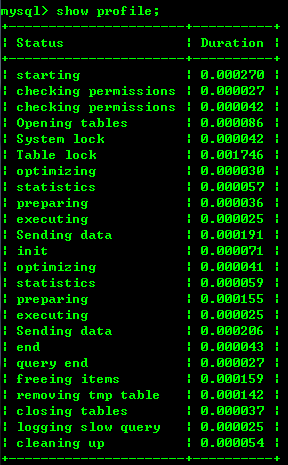 mysql> show profile;
+----------------------+----------+
| Status               | Duration |
+----------------------+----------+
| starting             | 0.000270 |
| checking permissions | 0.000027 |
| checking permissions | 0.000042 |
| Opening tables       | 0.000086 |
| System lock          | 0.000042 |
| Table lock           | 0.001746 |
| optimizing           | 0.000030 |
| statistics           | 0.000057 |
| preparing            | 0.000036 |
| executing            | 0.000025 |
| Sending data         | 0.000191 |
| init                 | 0.000071 |
| optimizing           | 0.000041 |
| statistics           | 0.000059 |
| preparing            | 0.000155 |
| executing            | 0.000025 |
| Sending data         | 0.000206 |
| end                  | 0.000043 |
| query end            | 0.000027 |
| freeing items        | 0.000159 |
| removing tmp table   | 0.000142 |
| closing tables       | 0.000037 |
| logging slow query   | 0.000025 |
| cleaning up          | 0.000054 |
+----------------------+----------+